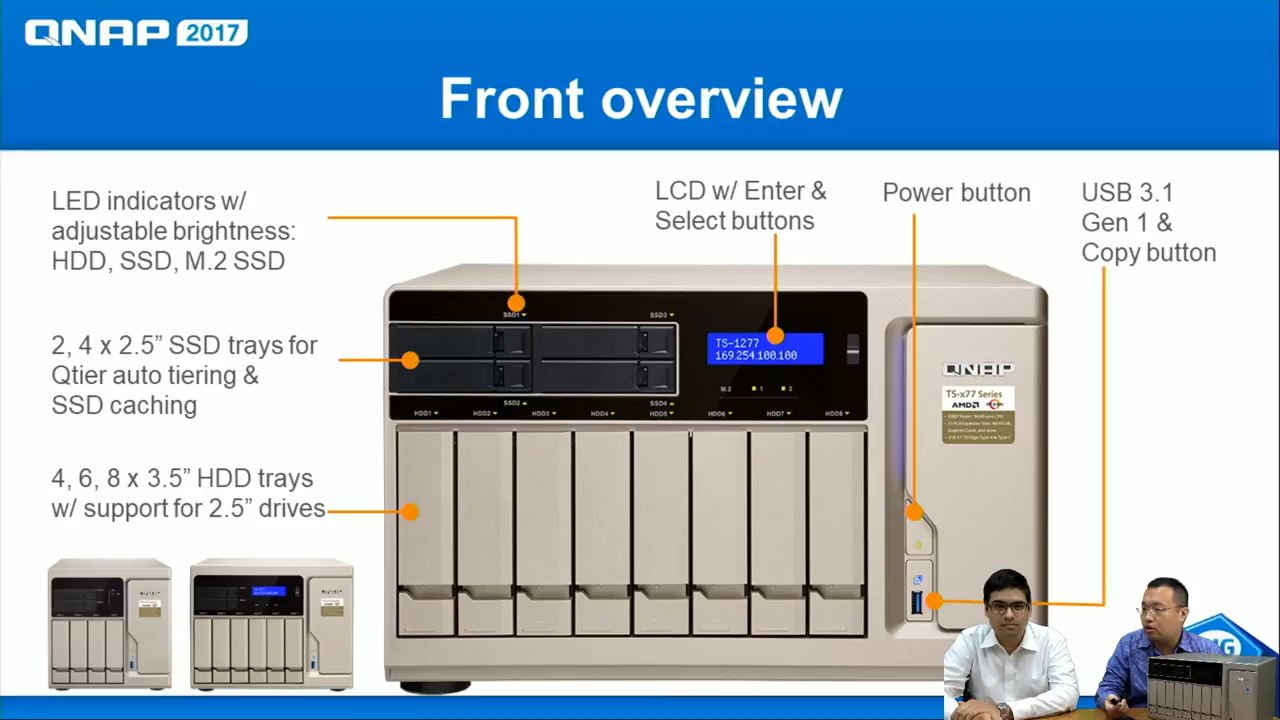 QNAP 2017
Front overview
LED indicators w/
adjustable brightness:
HDD, SSD, M.2 SSD
LCD w/ Enter &
Select buttons
Power button
USB 3.1
Gen 1 &
Copy button
2, 4 x 2.5” SSD trays for
Qtier auto tiering &
SSD caching
4, 6, 8 x 3.5” HDD trays
w/ support for 2.5” drives
SSD1
SSD3
TS-1277
169.254.100.100
M.2
1
2
SSD2
SSD4
HDD1
HDD2
HDD3
HDD4
HDD5
HDD6
HDD7
HDD8
QNAP
TS-x77 Series
AMD